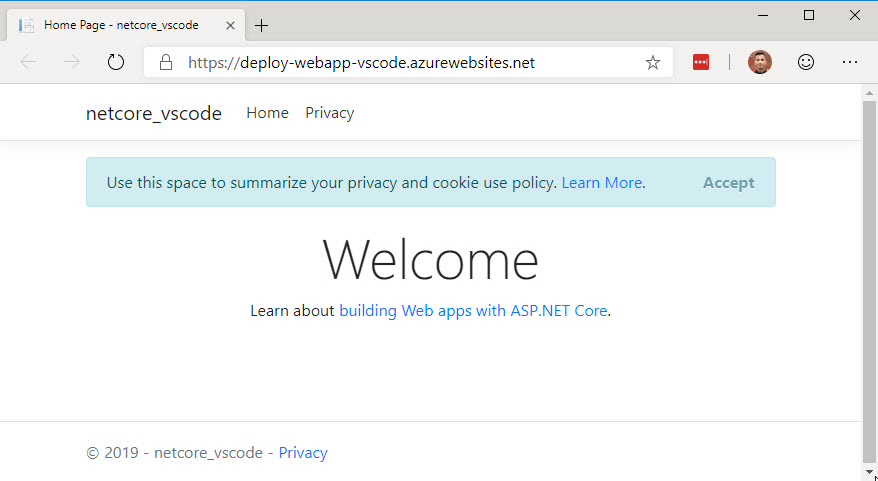 Home Page - netcore_vscode
https://deploy-webapp-vscode.azurewebsites.net
netcore_vscode Home Privacy
Use this space to summarize your privacy and cookie use policy. Learn More. Accept
Welcome
Learn about building Web apps with ASP.NET Core.
© 2019 - netcore_vscode - Privacy